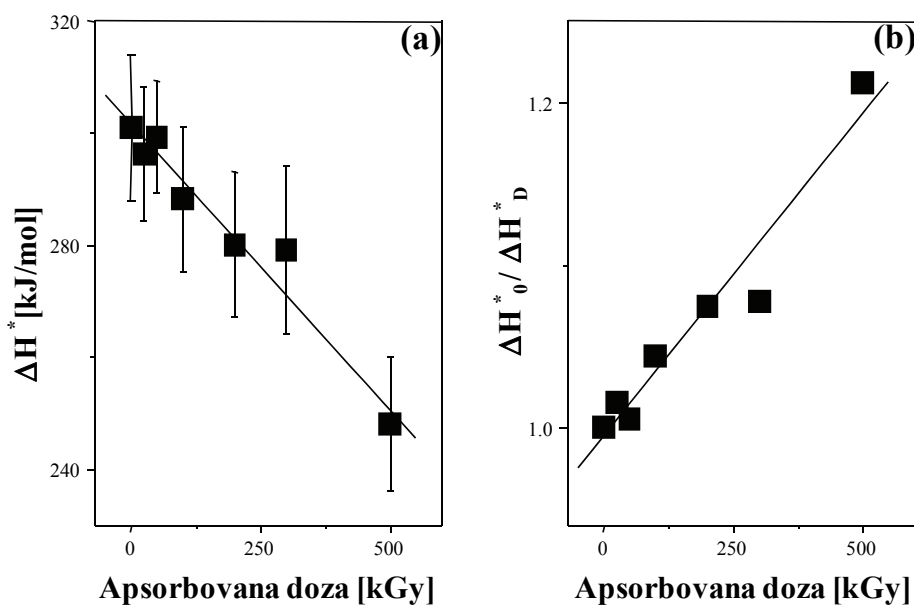 (a)
ΔH*[kJ/mol]
320
280
240
0
250
500
Apsorbovana doza [kGy]
(b)
ΔH*0/ ΔH*D
1.2
1.0
0
250
500
Apsorbovana doza [kGy]